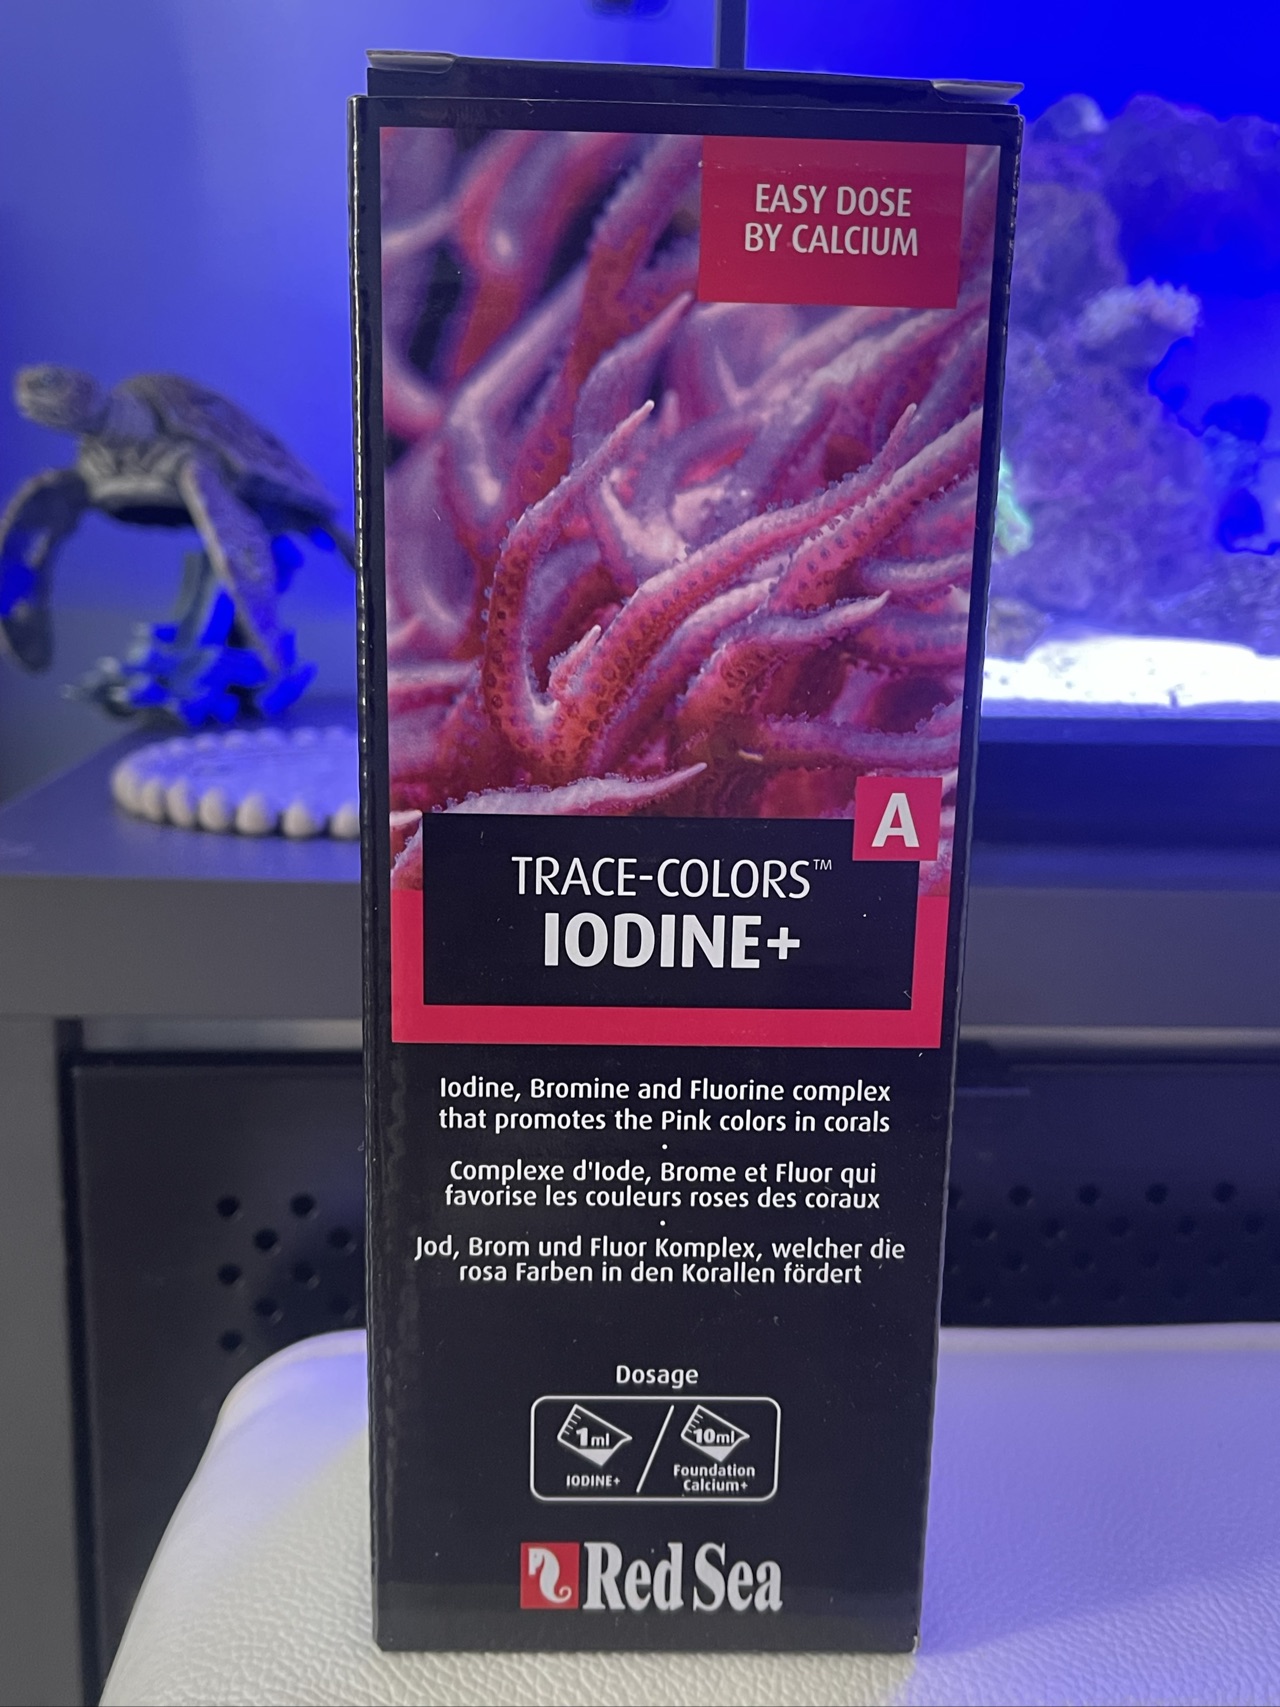 EASY DOSE
BY CALCIUM
A
TRACE-COLORS™
IODINE+
Iodine, Bromine and Fluorine complex
that promotes the Pink colors in corals
•
Complexe d'Iode, Brome et Fluor qui
favorise les couleurs roses des coraux
•
Jod, Brom und Fluor Komplex, welcher die
rosa Farben in den Korallen fördert
Dosage
1ml / 10ml
IODINE+ Foundation
Calcium+
Red Sea